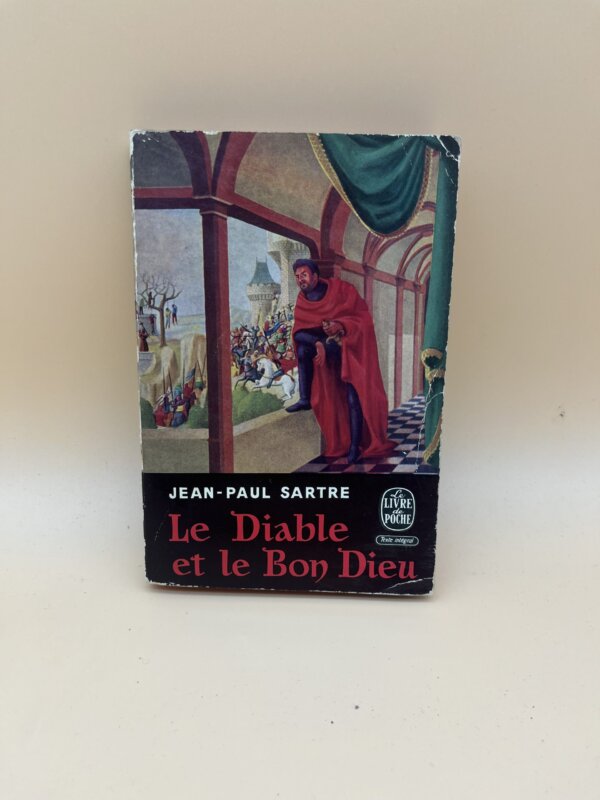 JEAN-PAUL SARTRE
Le Diable
et le Bon Dieu
Le
LIVRE
de
POCHE
Texte intégral